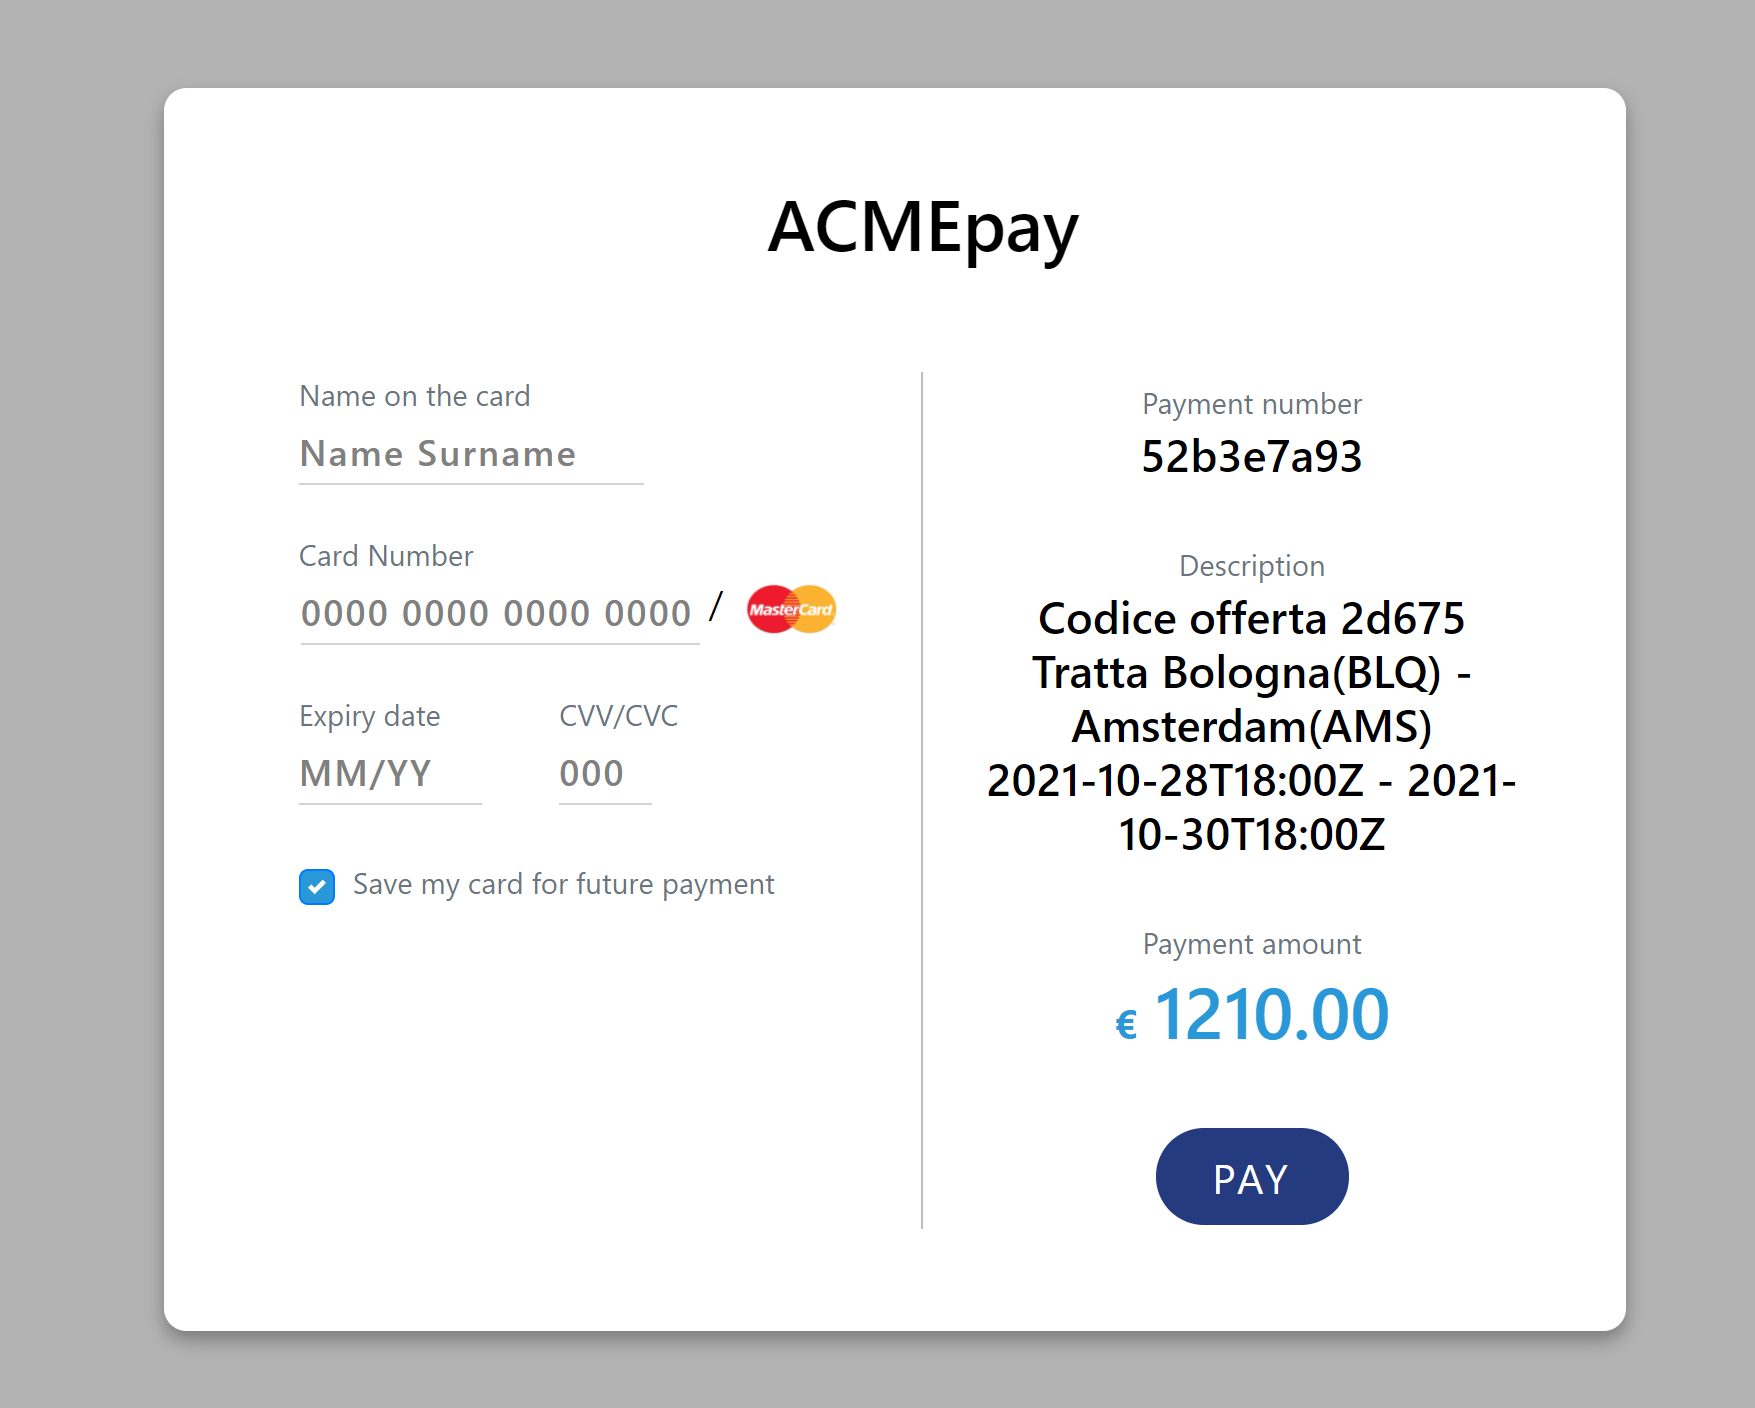 ACMEpay
Name on the card
Name Surname
Card Number
0000 0000 0000 0000 /
MasterCard
Expiry date
CVV/CVC
MM/YY
000
Save my card for future payment
Payment number
52b3e7a93
Description
Codice offerta 2d675
Tratta Bologna(BLQ) -
Amsterdam(AMS)
2021-10-28T18:00Z - 2021-
10-30T18:00Z
Payment amount
€ 1210.00
PAY